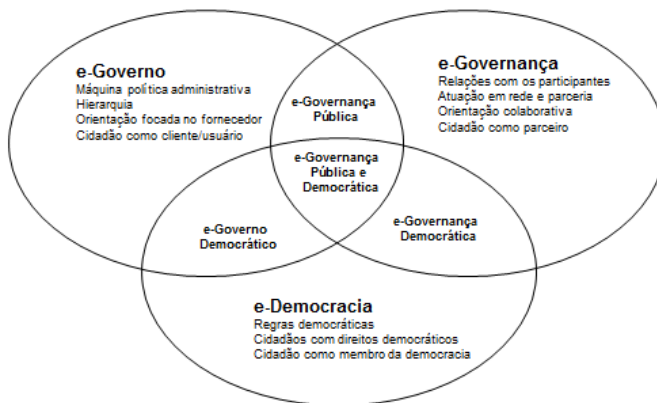 e-Governo
Máquina política administrativa
Hierarquia
Orientação focada no fornecedor
Cidadão como cliente/usuário
e-Governança
Relações com os participantes
Atuação em rede e parceria
Orientação colaborativa
Cidadão como parceiro
e-Governança
Pública
e-Governança
Pública e
Democrática
e-Governo
Democrático
e-Governança
Democrática
e-Democracia
Regras democráticas
Cidadãos com direitos democráticos
Cidadão como membro da democracia